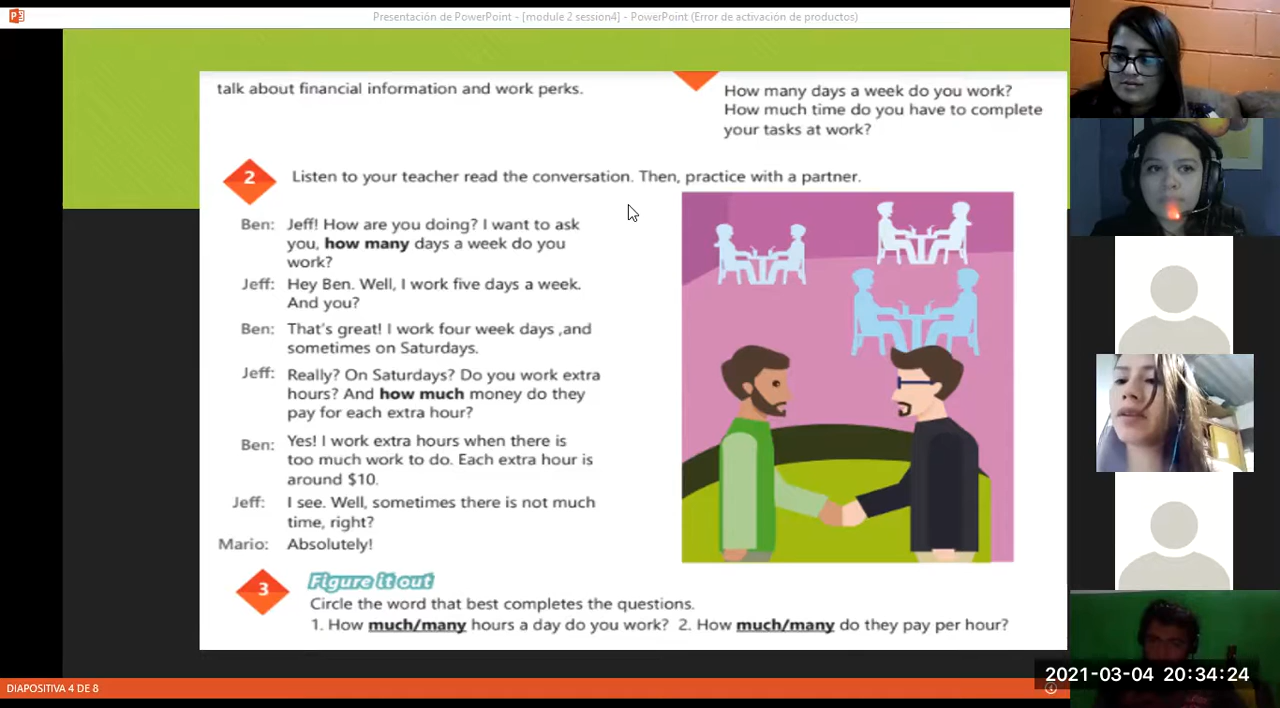 Presentación de PowerPoint - [module 2 session4] - PowerPoint (Error de activación de productos)
talk about financial information and work perks.
How many days a week do you work?
How much time do you have to complete
your tasks at work?
2 Listen to your teacher read the conversation. Then, practice with a partner.
Ben: Jeff! How are you doing? I want to ask
you, how many days a week do you
work?
Jeff: Hey Ben. Well, I work five days a week.
And you?
Ben: That's great! I work four week days ,and
sometimes on Saturdays.
Jeff: Really? On Saturdays? Do you work extra
hours? And how much money do they
pay for each extra hour?
Ben: Yes! I work extra hours when there is
too much work to do. Each extra hour is
around $10.
Jeff: I see. Well, sometimes there is not much
time, right?
Mario: Absolutely!
3 Figure it out
Circle the word that best completes the questions.
1. How much/many hours a day do you work? 2. How much/many do they pay per hour?
2021-03-04 20:34:24
DIAPOSITIVA 4 DE 8